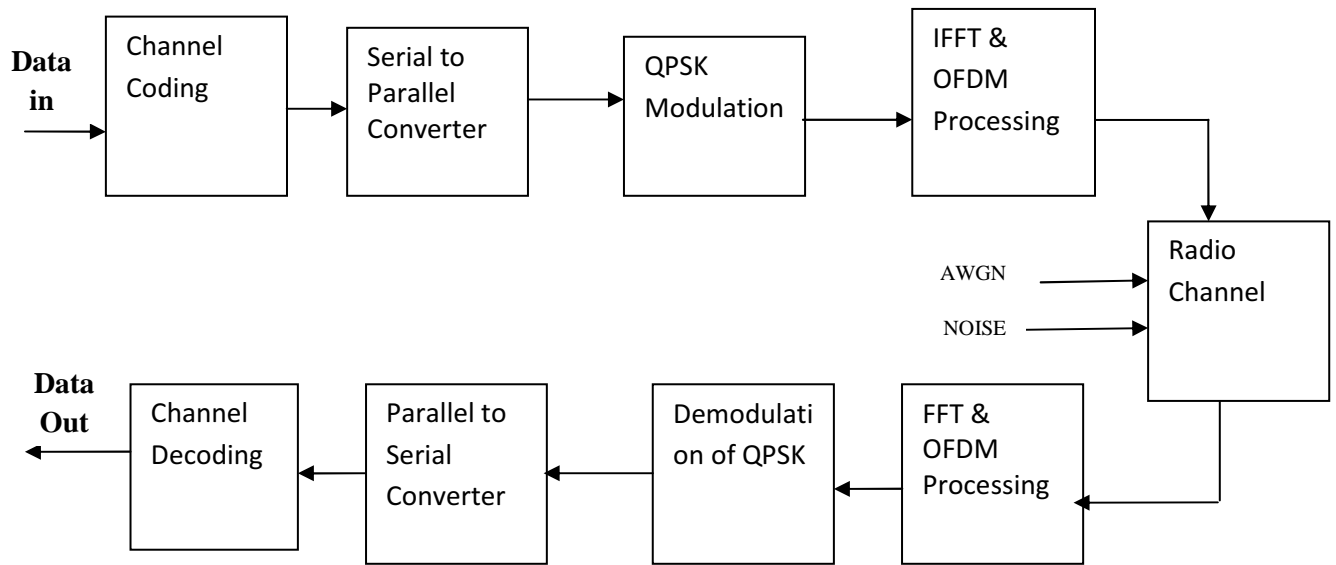 Data
in
Channel
Coding
Serial to
Parallel
Converter
QPSK
Modulation
IFFT &
OFDM
Processing
Radio
Channel
AWGN
NOISE
Data
Out
Channel
Decoding
Parallel to
Serial
Converter
Demodulati
on of QPSK
FFT &
OFDM
Processing